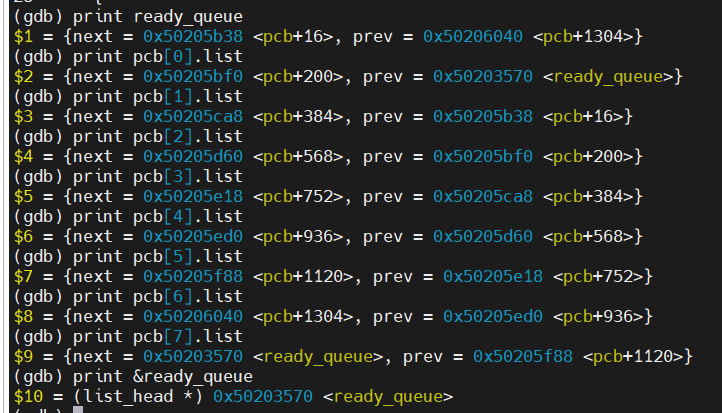 (gdb) print ready_queue
$1 = {next = 0x50205b38 <pcb+16>, prev = 0x50206040 <pcb+1304>}
(gdb) print pcb[0].list
$2 = {next = 0x50205bf0 <pcb+200>, prev = 0x50203570 <ready_queue>}
(gdb) print pcb[1].list
$3 = {next = 0x50205ca8 <pcb+384>, prev = 0x50205b38 <pcb+16>}
(gdb) print pcb[2].list
$4 = {next = 0x50205d60 <pcb+568>, prev = 0x50205bf0 <pcb+200>}
(gdb) print pcb[3].list
$5 = {next = 0x50205e18 <pcb+752>, prev = 0x50205ca8 <pcb+384>}
(gdb) print pcb[4].list
$6 = {next = 0x50205ed0 <pcb+936>, prev = 0x50205d60 <pcb+568>}
(gdb) print pcb[5].list
$7 = {next = 0x50205f88 <pcb+1120>, prev = 0x50205e18 <pcb+752>}
(gdb) print pcb[6].list
$8 = {next = 0x50206040 <pcb+1304>, prev = 0x50205ed0 <pcb+936>}
(gdb) print pcb[7].list
$9 = {next = 0x50203570 <ready_queue>, prev = 0x50205f88 <pcb+1120>}
(gdb) print &ready_queue
$10 = (list_head *) 0x50203570 <ready_queue>